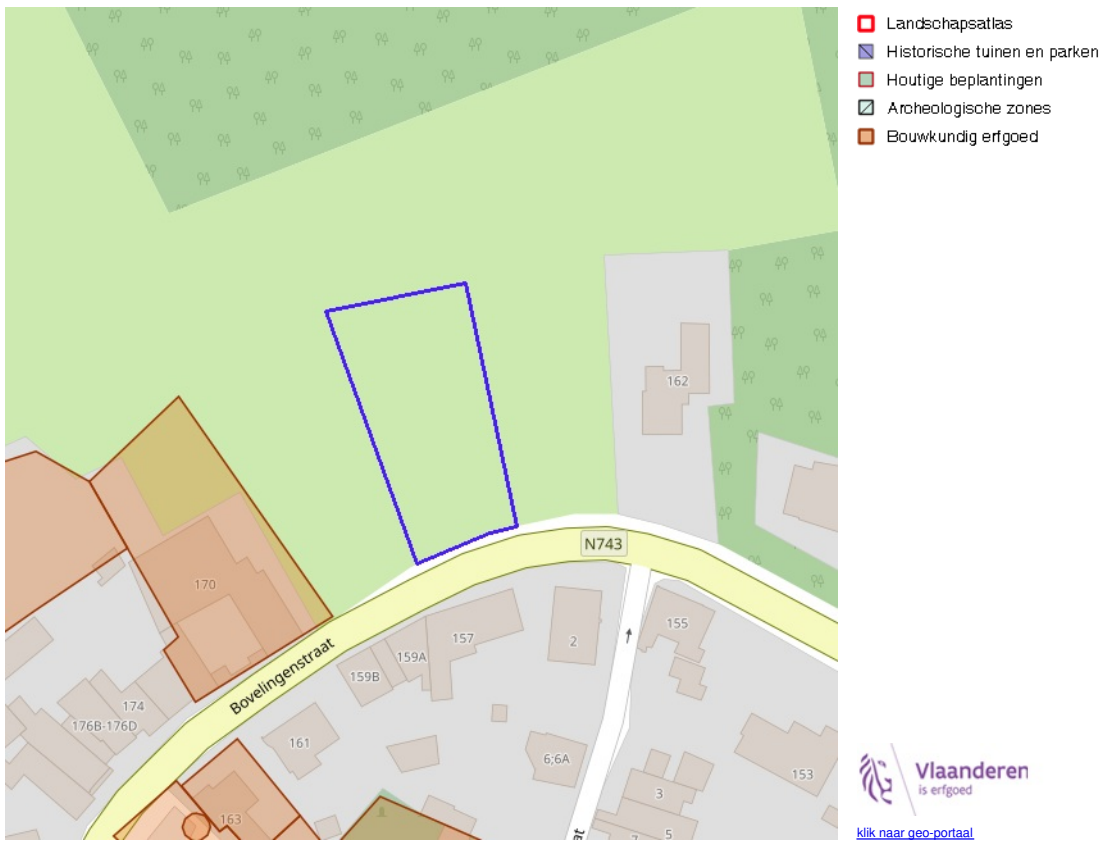 Landschapsatlas
Historische tuinen en parken
Houtige beplantingen
Archeologische zones
Bouwkundig erfgoed
162
N743
170
155
157
2
159A
159B
Bovelingenstraat
174
176B-176D
161
6;6A
153
3
163
5
7
at
Vlaanderen
is erfgoed
klik naar geo-portaal